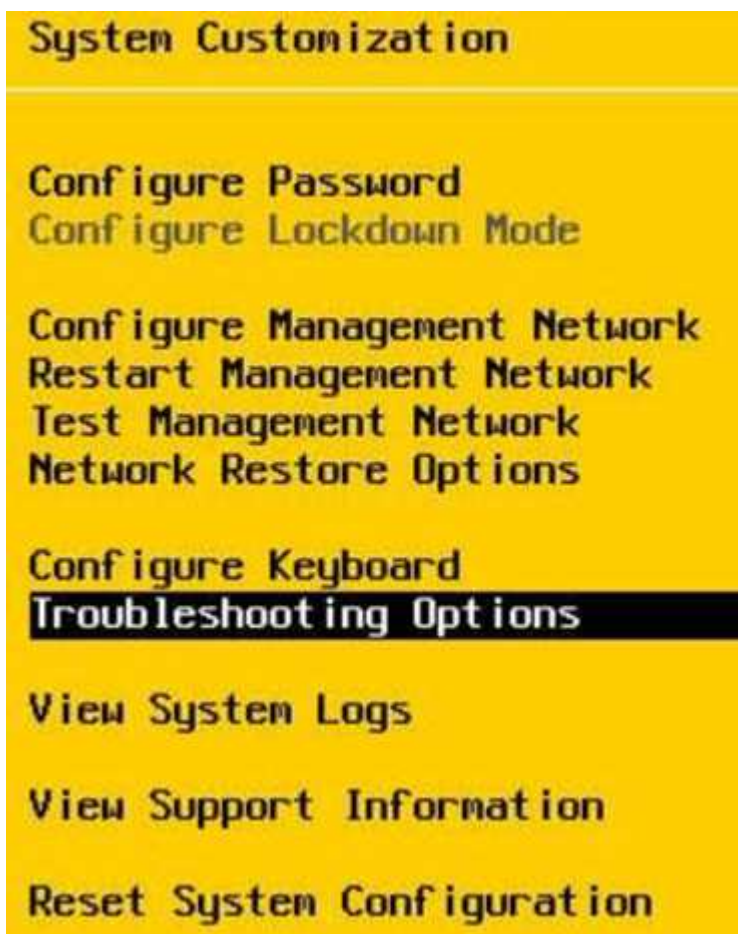 System Customization
Configure Password
Configure Lockdown Mode
Configure Management Network
Restart Management Network
Test Management Network
Network Restore Options
Configure Keyboard
Troubleshooting Options
View System Logs
View Support Information
Reset System Configuration